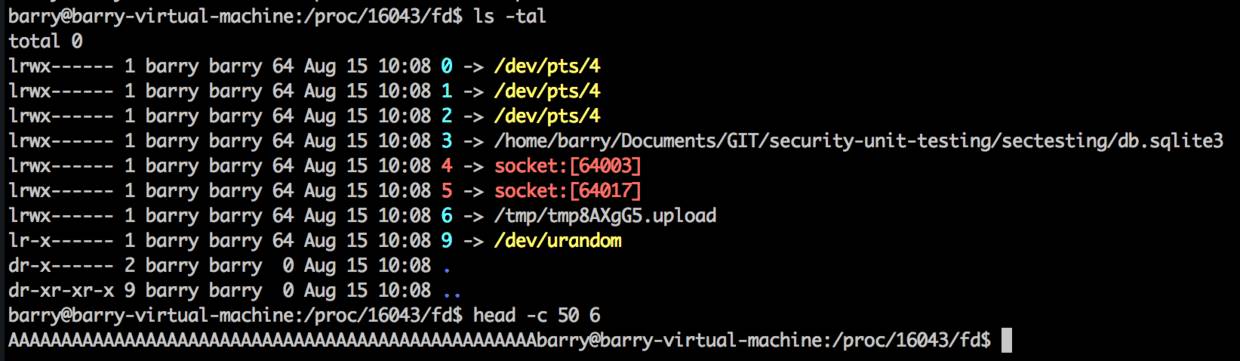 barry@barry-virtual-machine:/proc/16043/fd$ ls -tal
total 0
lrwx------ 1 barry barry 64 Aug 15 10:08 0 -> /dev/pts/4
lrwx------ 1 barry barry 64 Aug 15 10:08 1 -> /dev/pts/4
lrwx------ 1 barry barry 64 Aug 15 10:08 2 -> /dev/pts/4
lrwx------ 1 barry barry 64 Aug 15 10:08 3 -> /home/barry/Documents/GIT/security-unit-testing/sectesting/db.sqlite3
lrwx------ 1 barry barry 64 Aug 15 10:08 4 -> socket:[64003]
lrwx------ 1 barry barry 64 Aug 15 10:08 5 -> socket:[64017]
lrwx------ 1 barry barry 64 Aug 15 10:08 6 -> /tmp/tmp8AXgG5.upload
lr-x------ 1 barry barry 64 Aug 15 10:08 9 -> /dev/urandom
dr-x------ 2 barry barry  0 Aug 15 10:08 .
dr-xr-xr-x 9 barry barry  0 Aug 15 10:08 ..
barry@barry-virtual-machine:/proc/16043/fd$ head -c 50 6
AAAAAAAAAAAAAAAAAAAAAAAAAAAAAAAAAAAAAAAAAAAAAAAAAAbarry@barry-virtual-machine:/proc/16043/fd$